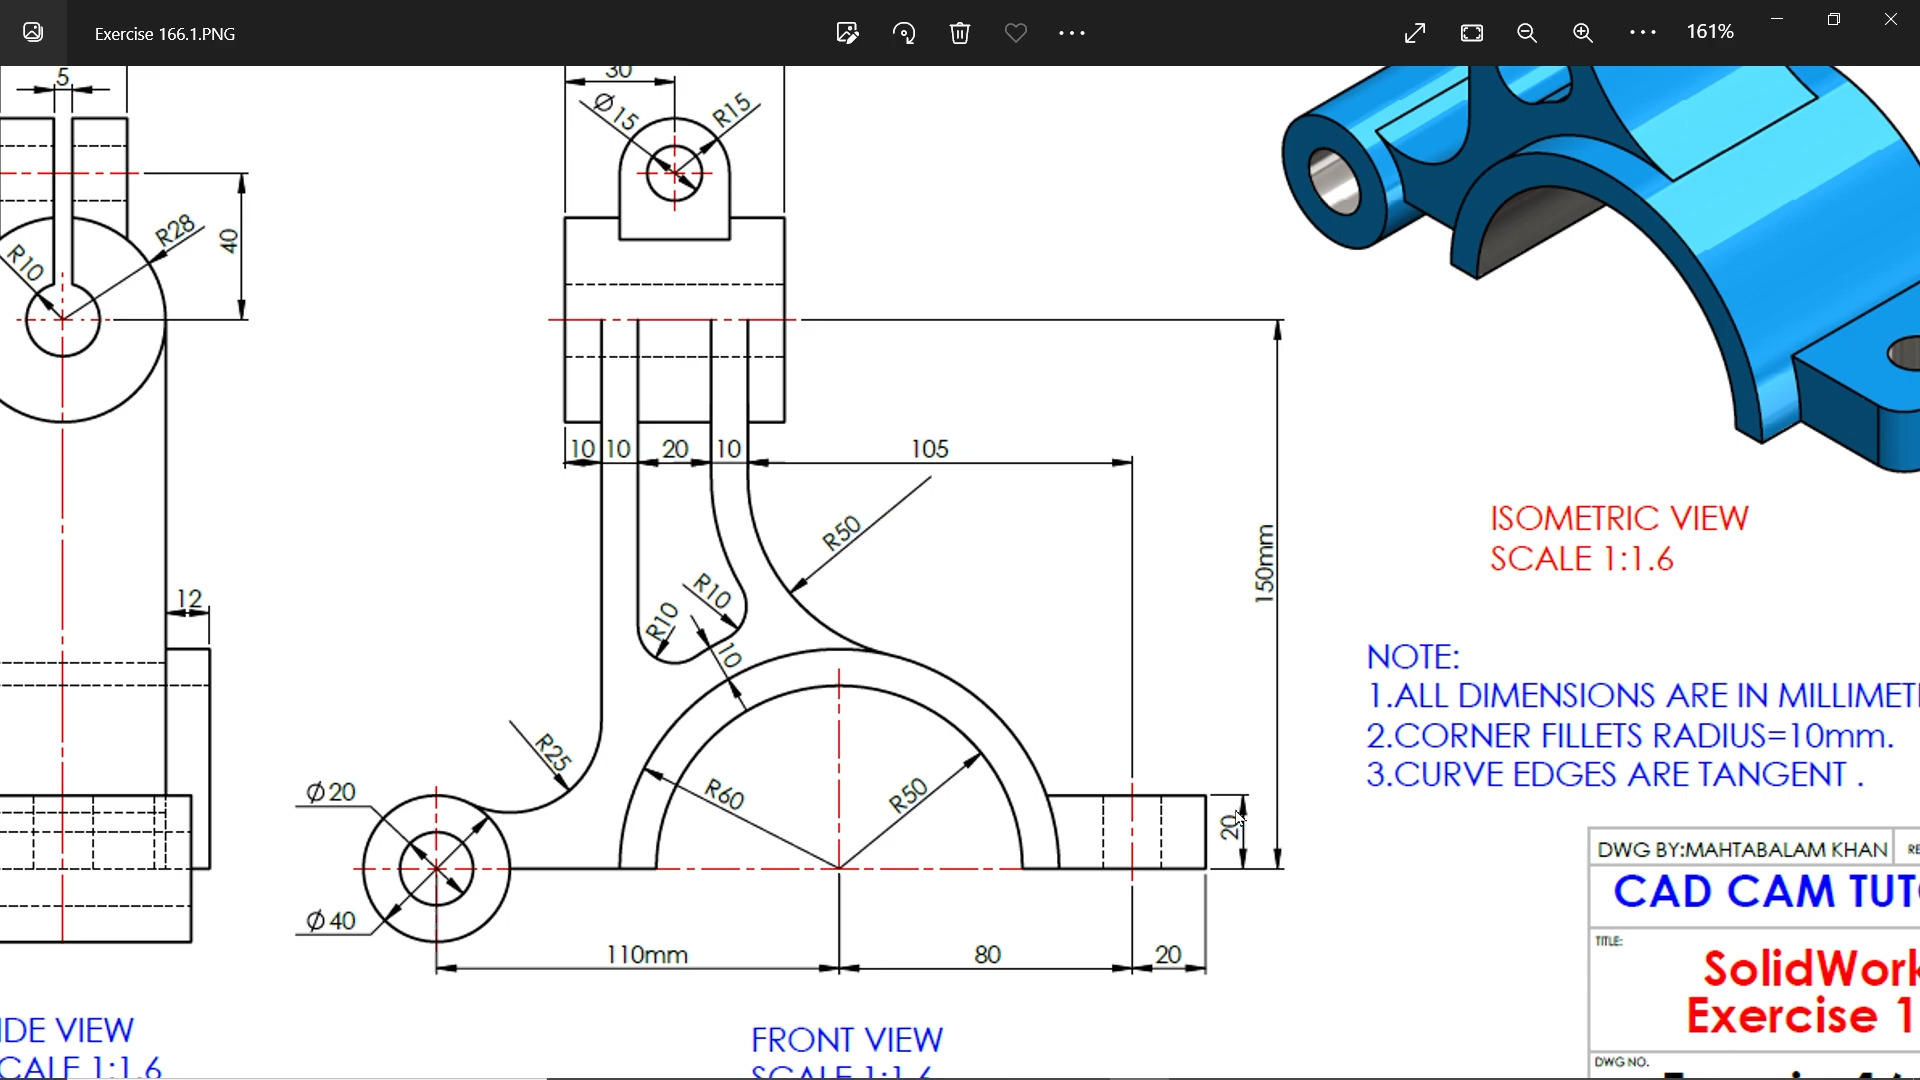 Exercise 166.1.PNG
161%
5
30
Ø15
R15
R28
R10
40
10 10 20 10 105
R50
150mm
12
R10
R10
10
R25
R60
R50
Ø20
Ø40
20
110mm 80 20
IDE VIEW
SCALE 1:1.6
FRONT VIEW
SCALE 1:1.6
ISOMETRIC VIEW
SCALE 1:1.6
NOTE:
1.ALL DIMENSIONS ARE IN MILLIMET
2.CORNER FILLETS RADIUS=10mm.
3.CURVE EDGES ARE TANGENT .
DWG BY:MAHTABALAM KHAN RE
CAD CAM TUT
TITLE:
SolidWork
Exercise 1
DWG NO.